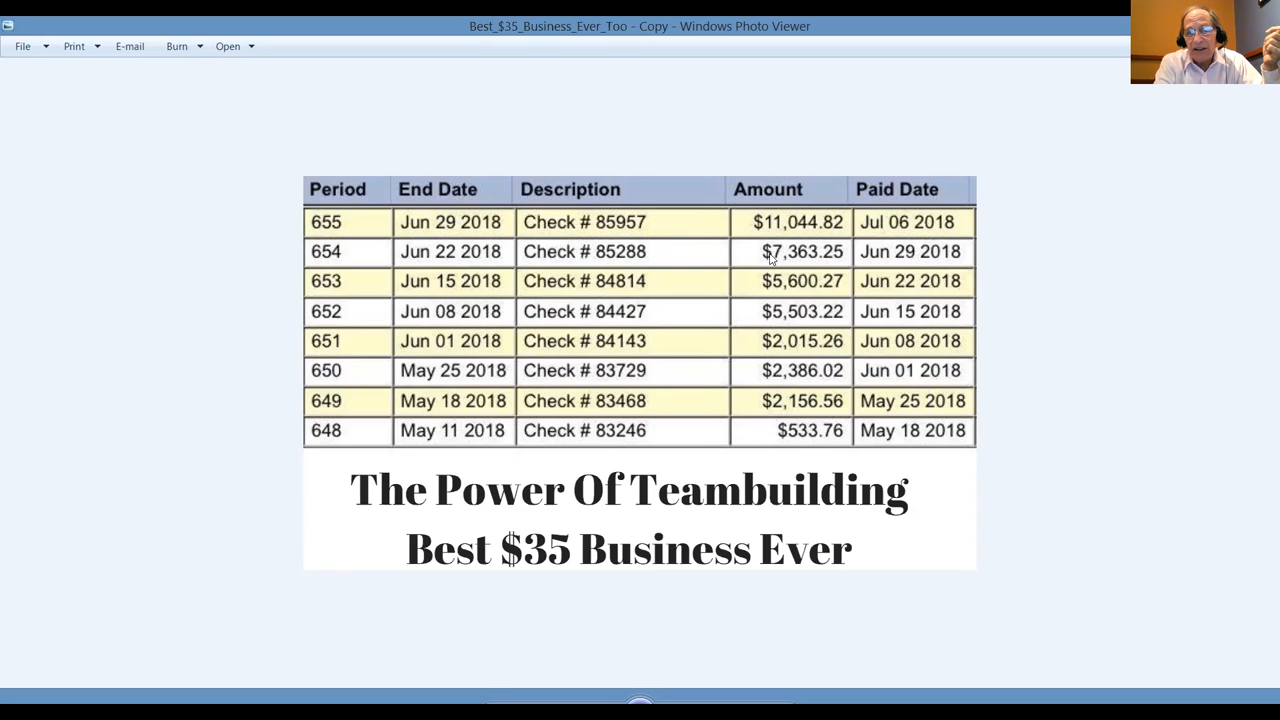 Best_$35_Business_Ever_Too - Copy - Windows Photo Viewer
File Print E-mail Burn Open
Period End Date Description Amount Paid Date
655 Jun 29 2018 Check # 85957 $11,044.82 Jul 06 2018
654 Jun 22 2018 Check # 85288 $7,363.25 Jun 29 2018
653 Jun 15 2018 Check # 84814 $5,600.27 Jun 22 2018
652 Jun 08 2018 Check # 84427 $5,503.22 Jun 15 2018
651 Jun 01 2018 Check # 84143 $2,015.26 Jun 08 2018
650 May 25 2018 Check # 83729 $2,386.02 Jun 01 2018
649 May 18 2018 Check # 83468 $2,156.56 May 25 2018
648 May 11 2018 Check # 83246 $533.76 May 18 2018
The Power Of Teambuilding
Best $35 Business Ever